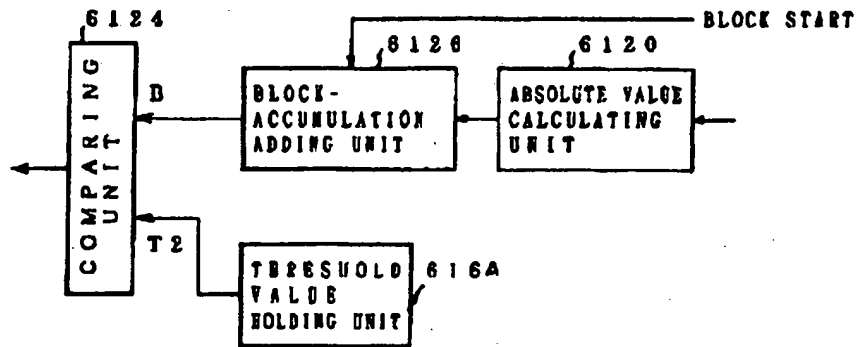 6124
BLOCK START
6126
6120
COMPARING
UNIT
B
BLOCK-
ACCUMULATION
ADDING UNIT
ABSOLUTE VALUE
CALCULATING
UNIT
T2
THRESHOLD
VALUE
HOLDING UNIT
616A